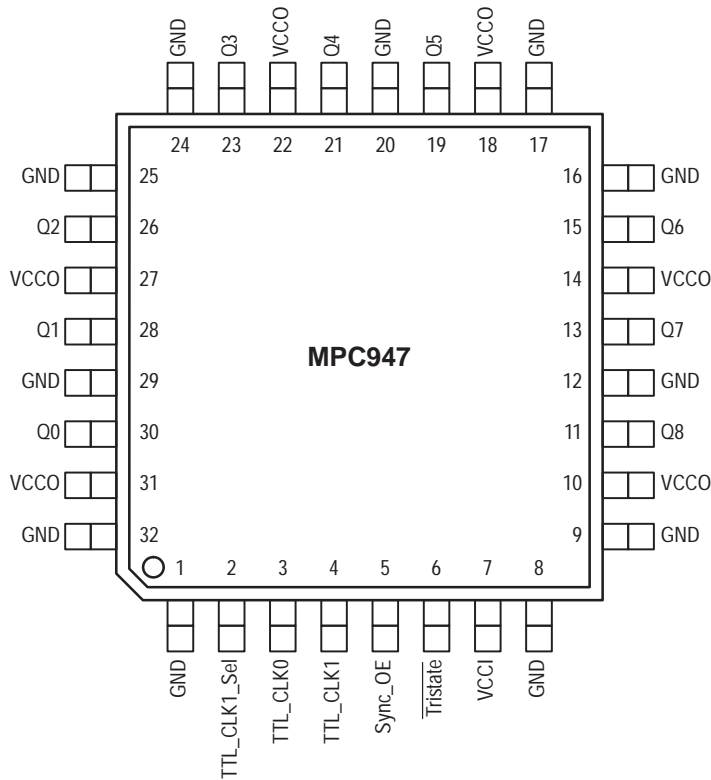 GND
Q3
VCCO
Q4
GND
Q5
VCCO
GND
24 23 22 21 20 19 18 17
GND 25 16 GND
Q2 26 15 Q6
VCCO 27 14 VCCO
Q1 28 13 Q7
MPC947
GND 29 12 GND
Q0 30 11 Q8
VCCO 31 10 VCCO
GND 32 9 GND
1 2 3 4 5 6 7 8
GND
TTL_CLK1_Sel
TTL_CLK0
TTL_CLK1
Sync_OE
Tristate
VCCI
GND